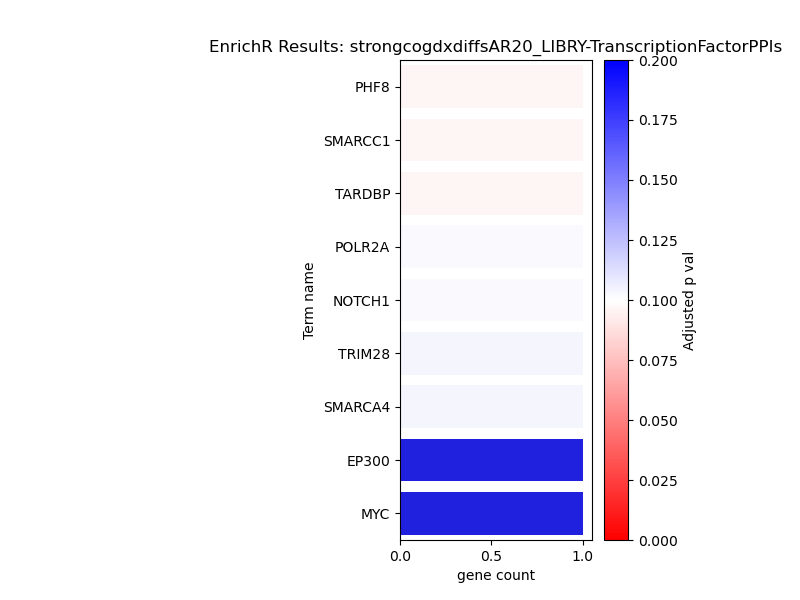 EnrichR Results: strongcogdxdiffsAR20_LIBRY-TranscriptionFactorPPIs
PHF8
SMARCC1
TARDBP
POLR2A
NOTCH1
TRIM28
SMARCA4
EP300
MYC
Term name
0.0
0.5
1.0
gene count
0.200
0.175
0.150
0.125
0.100
0.075
0.050
0.025
0.000
Adjusted p val